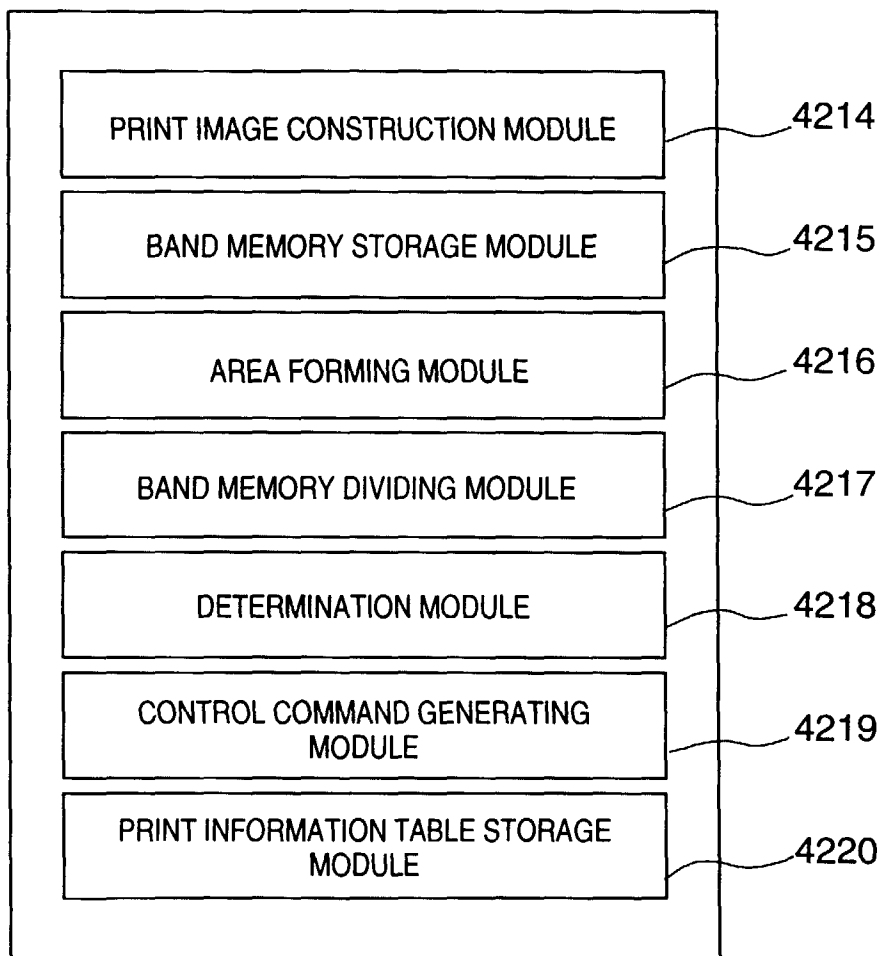 PRINT IMAGE CONSTRUCTION MODULE
4214
BAND MEMORY STORAGE MODULE
4215
AREA FORMING MODULE
4216
BAND MEMORY DIVIDING MODULE
4217
DETERMINATION MODULE
4218
CONTROL COMMAND GENERATING
MODULE
4219
PRINT INFORMATION TABLE STORAGE
MODULE
4220